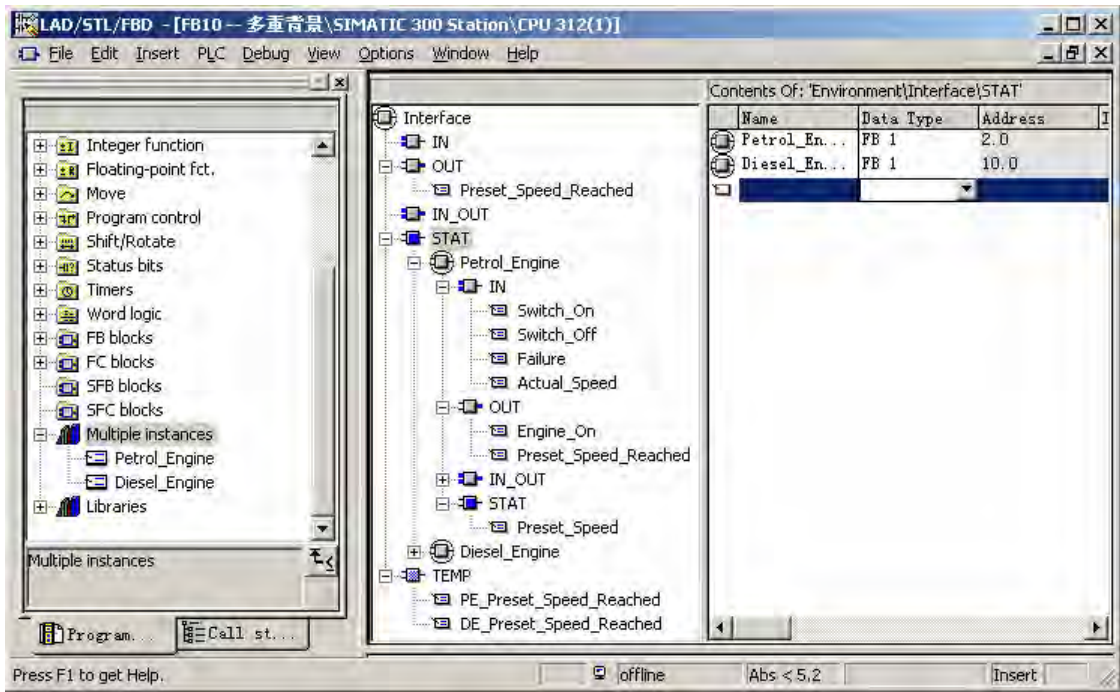 LAD/STL/FBD - [FB10 -- 多重背景\SIMATIC 300 Station\CPU 312(1)]
File Edit Insert PLC Debug View Options Window Help
Integer function
Floating-point fct.
Move
Program control
Shift/Rotate
Status bits
Timers
Word logic
FB blocks
FC blocks
SFB blocks
SFC blocks
Multiple instances
Petrol_Engine
Diesel_Engine
Libraries
Multiple instances
Program... Call st...
Interface
IN
OUT
Preset_Speed_Reached
IN_OUT
STAT
Petrol_Engine
IN
Switch_On
Switch_Off
Failure
Actual_Speed
OUT
Engine_On
Preset_Speed_Reached
IN_OUT
STAT
Preset_Speed
Diesel_Engine
TEMP
PE_Preset_Speed_Reached
DE_Preset_Speed_Reached
Contents Of: 'Environment\Interface\STAT'
Name Data Type Address I
Petrol_En... FB 1 2.0
Diesel_En... FB 1 10.0
Press F1 to get Help. offline Abs < 5.2 Insert